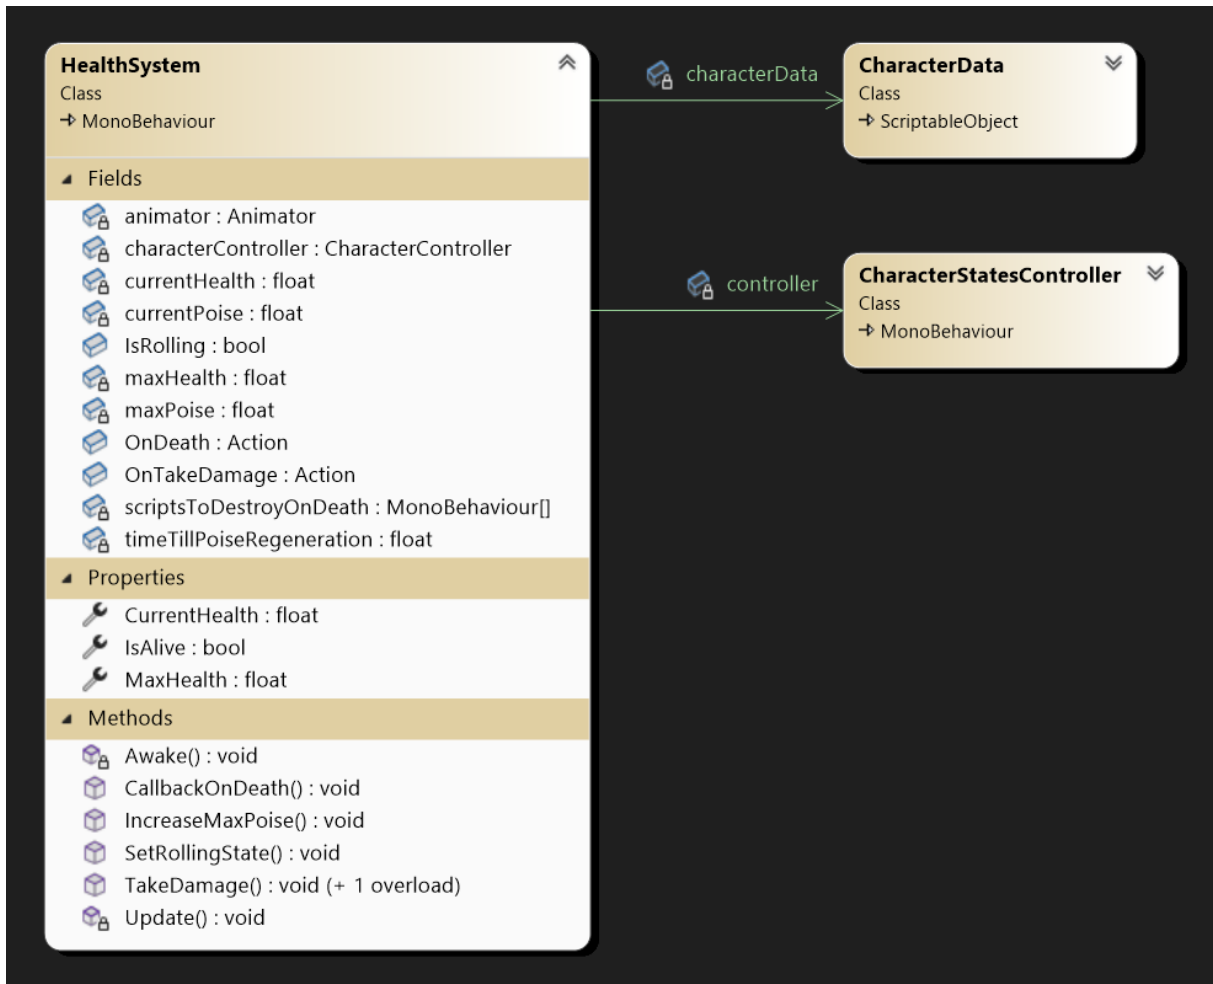 HealthSystem
Class
MonoBehaviour
Fields
animator : Animator
characterController : CharacterController
currentHealth : float
currentPoise : float
IsRolling : bool
maxHealth : float
maxPoise : float
OnDeath : Action
OnTakeDamage : Action
scriptsToDestroyOnDeath : MonoBehaviour[]
timeTillPoiseRegeneration : float
Properties
CurrentHealth : float
IsAlive : bool
MaxHealth : float
Methods
Awake() : void
CallbackOnDeath() : void
IncreaseMaxPoise() : void
SetRollingState() : void
TakeDamage() : void (+ 1 overload)
Update() : void
characterData
CharacterData
Class
ScriptableObject
controller
CharacterStatesController
Class
MonoBehaviour